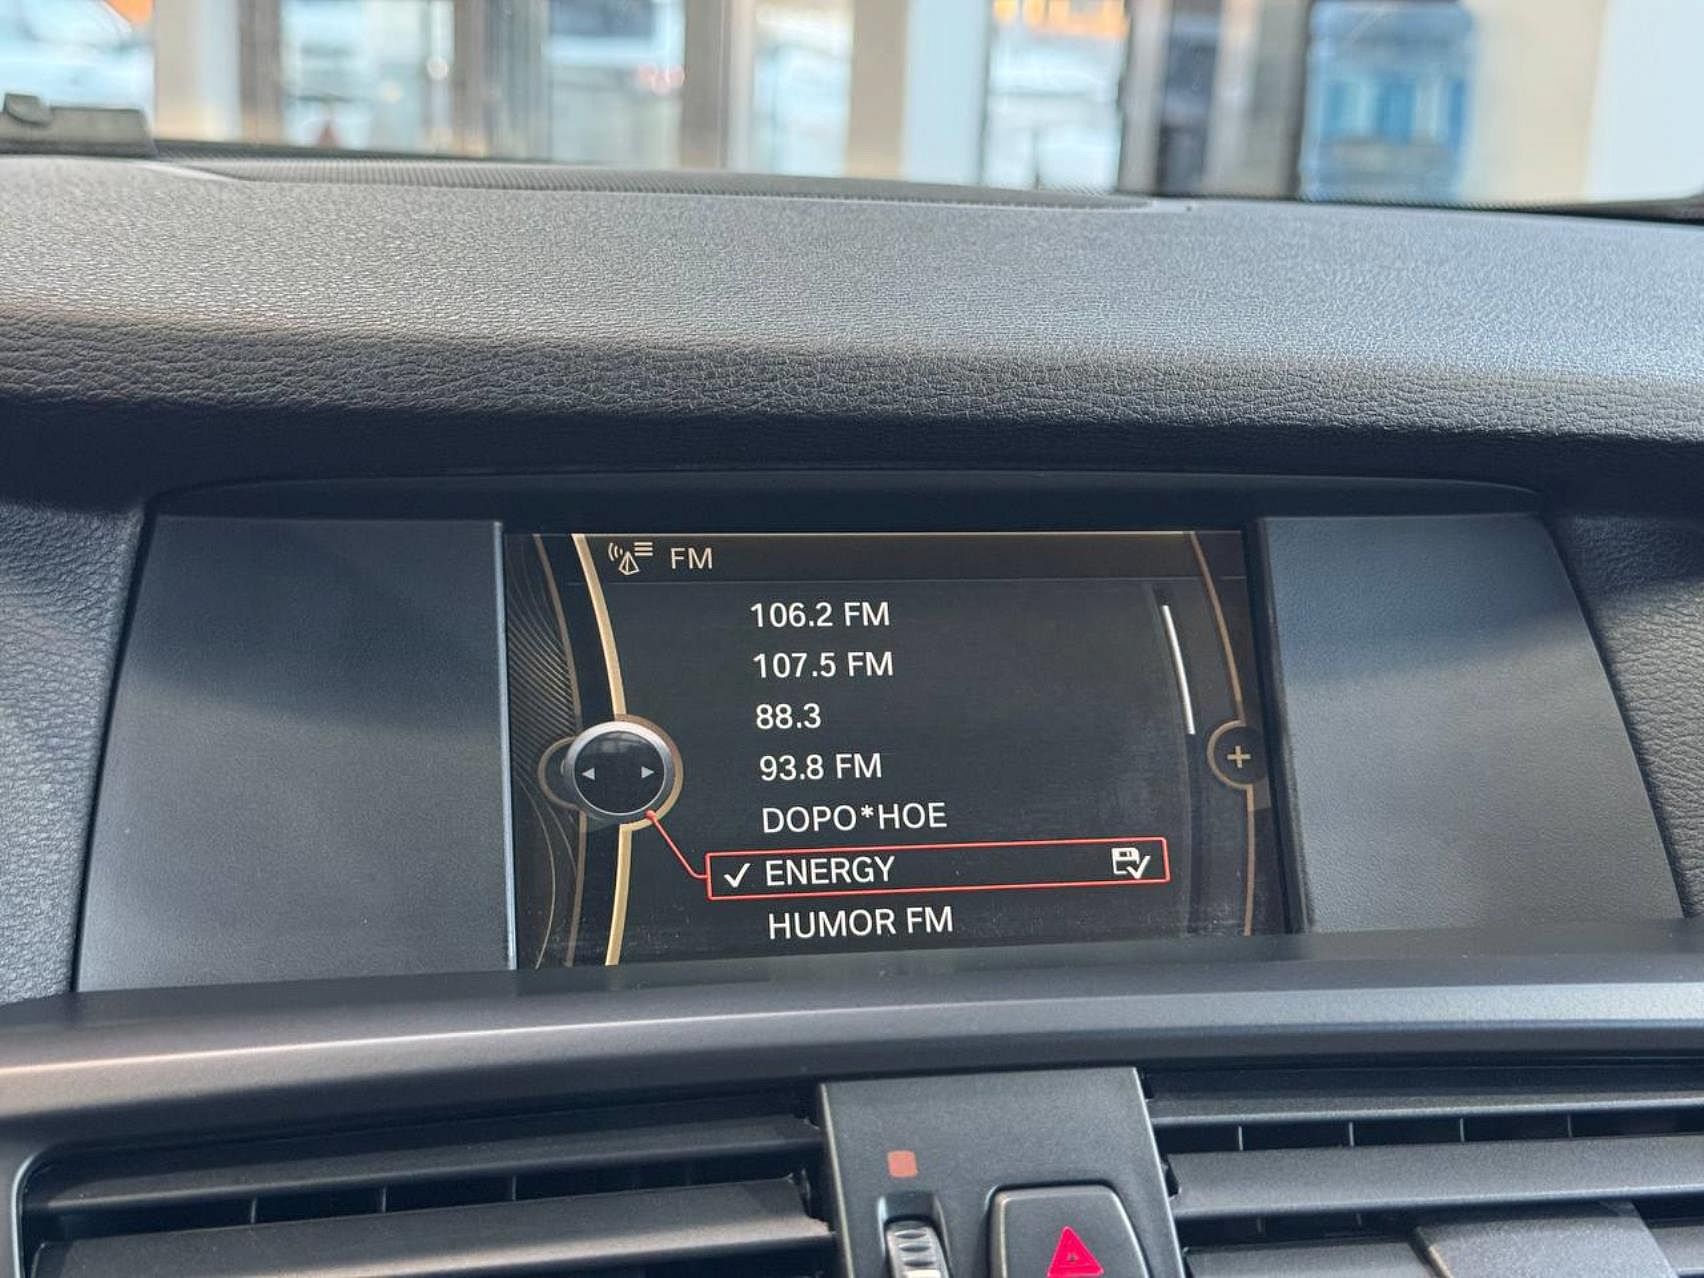 FM
106.2 FM
107.5 FM
88.3
93.8 FM
DOPO*HOE
ENERGY
HUMOR FM